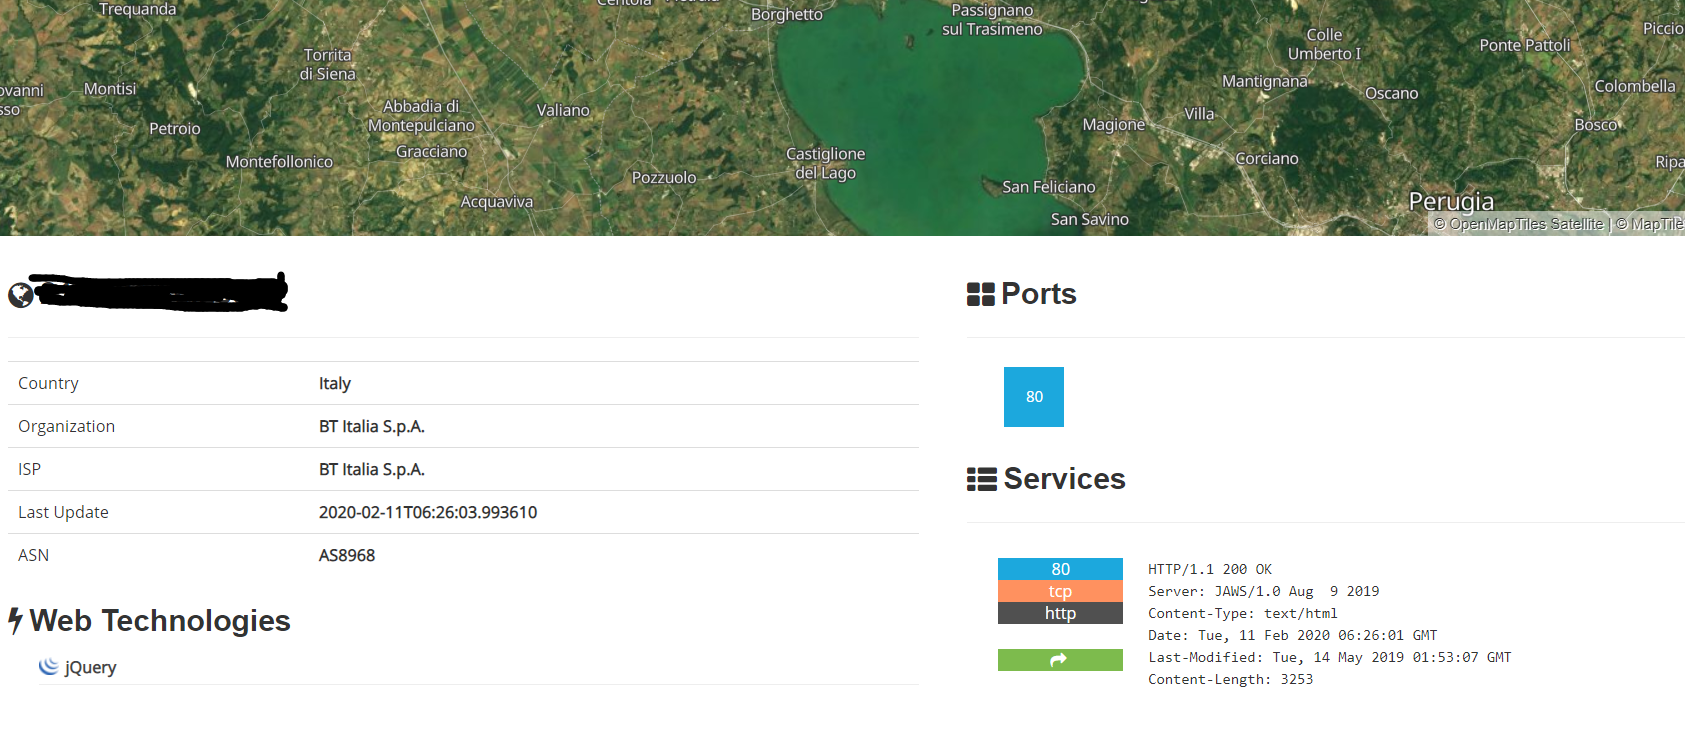 Trequanda
Borghetto
Passignano
sul Trasimeno
Colle
Umberto I
Ponte Pattoli
Piccio
Torrita
di Siena
ovanni
sso
Montisi
Petroio
Abbadia di
Montepulciano
Valiano
Mantignana
Oscano
Colombella
Villa
Magione
Bosco
Montefollonico
Gracciano
Castiglione
del Lago
Pozzuolo
Corciano
Ripa
Acquaviva
San Feliciano
San Savino
Perugia
© OpenMapTiles Satellite | © MapTile
Country Italy
Organization BT Italia S.p.A.
ISP BT Italia S.p.A.
Last Update 2020-02-11T06:26:03.993610
ASN AS8968
Web Technologies
jQuery
Ports
80
Services
80
tcp
http
HTTP/1.1 200 OK
Server: JAWS/1.0 Aug  9 2019
Content-Type: text/html
Date: Tue, 11 Feb 2020 06:26:01 GMT
Last-Modified: Tue, 14 May 2019 01:53:07 GMT
Content-Length: 3253